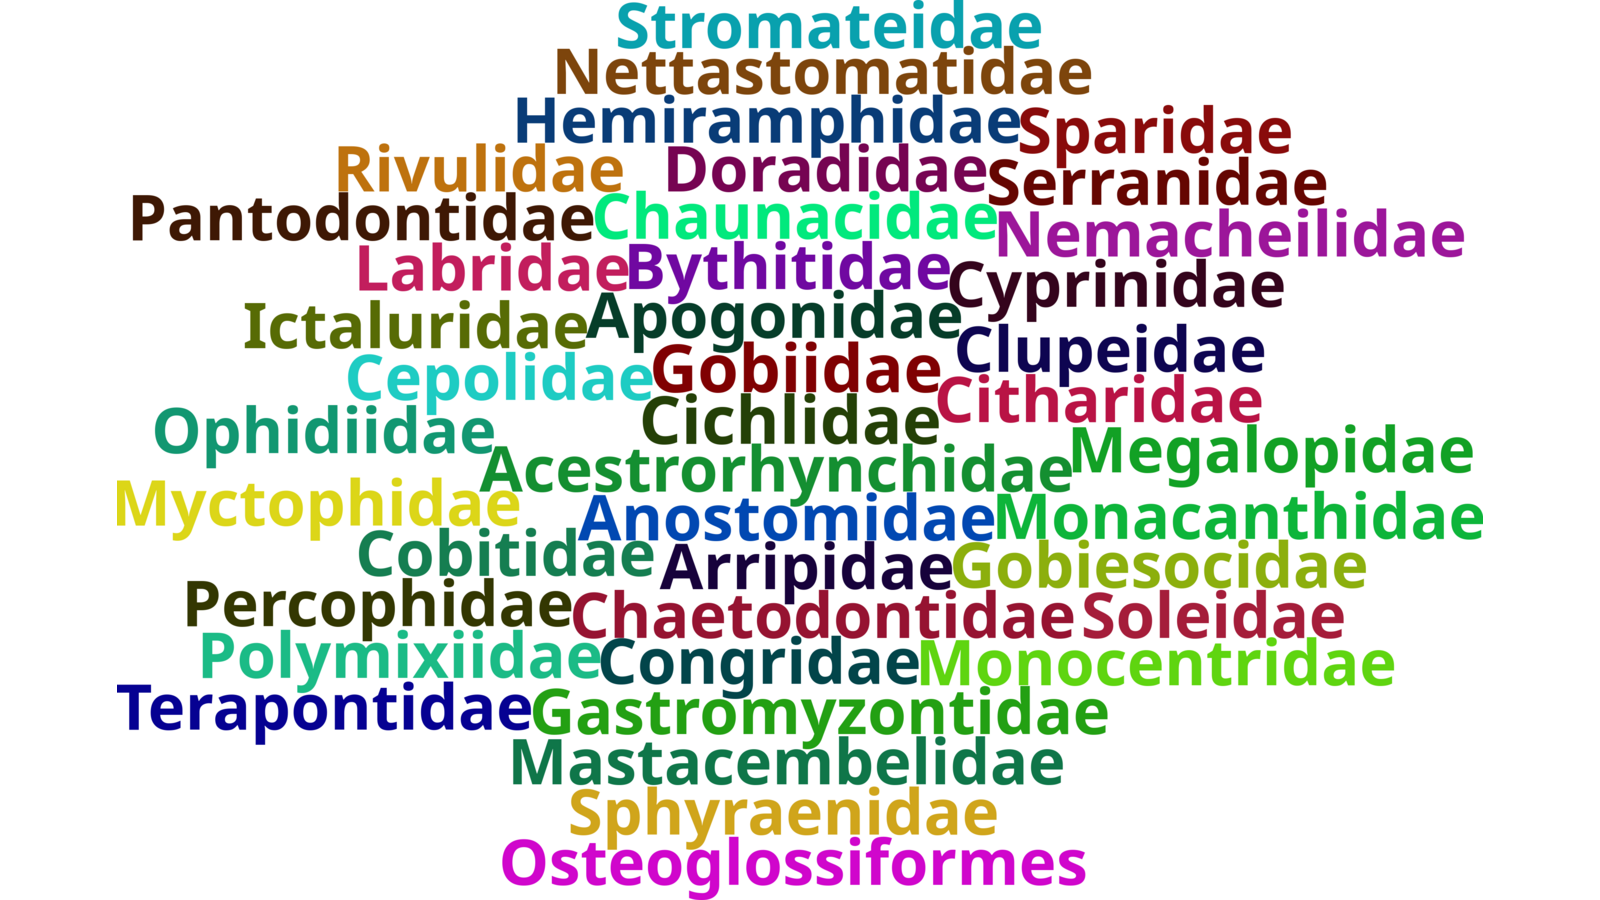 Stromateidae
Nettastomatidae
Hemiramphidae Sparidae
Rivulidae Doradidae Serranidae
Pantodontidae Chaunacidae Nemacheilidae
Labridae Bythitidae Cyprinidae
Ictaluridae Apogonidae Clupeidae
Cepolidae Gobiidae Citharidae
Ophidiidae Cichlidae Megalopidae
Acestrorhynchidae
Myctophidae Anostomidae Monacanthidae
Cobitidae Arripidae Gobiesocidae
Percophidae Chaetodontidae Soleidae
Polymixiidae Congridae Monocentridae
Terapontidae Gastromyzontidae
Mastacembelidae
Sphyraenidae
Osteoglossiformes